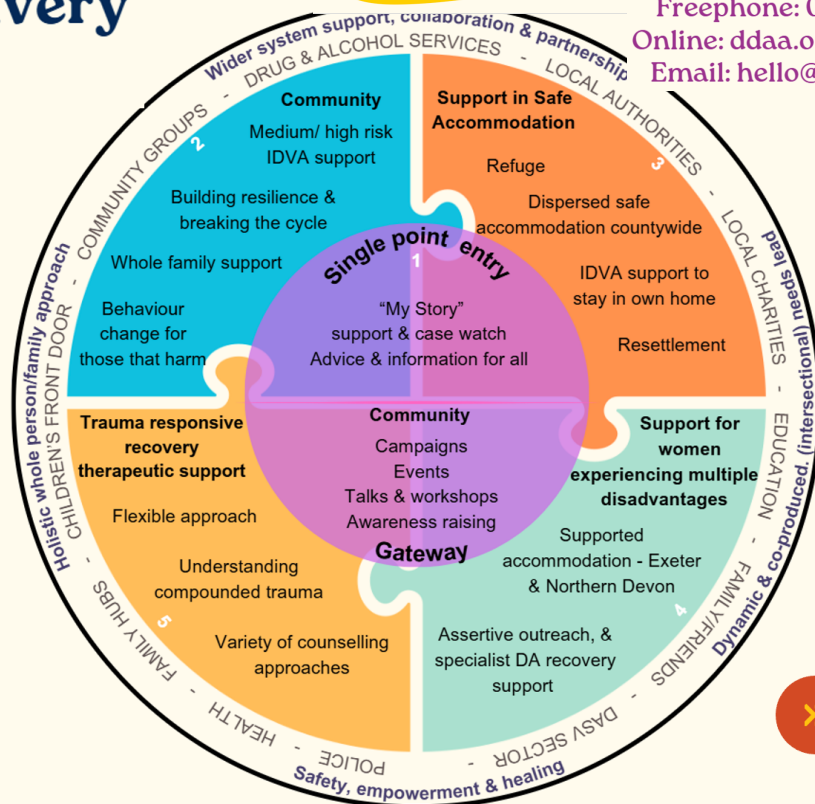 very
Freephone: 0
Online: ddaa.o
Email: hello@
Wider system support, collaboration & partnership
DRUG & ALCOHOL SERVICES - LOCAL AUTHORITIES - LOCAL CHARITIES - EDUCATION - FAMILY/FRIENDS - DASV SECTOR - POLICE - HEALTH - FAMILY HUBS - CHILDREN'S FRONT DOOR - COMMUNITY GROUPS -
Holistic whole person/family approach
Dynamic & co-produced. (intersectional) needs lead
Safety, empowerment & healing
2
Community
Medium/ high risk
IDVA support
Building resilience &
breaking the cycle
Whole family support
Behaviour
change for
those that harm
3
Support in Safe
Accommodation
Refuge
Dispersed safe
accommodation countywide
IDVA support to
stay in own home
Resettlement
Single point entry
1
“My Story”
support & case watch
Advice & information for all
Community
Campaigns
Events
Talks & workshops
Awareness raising
Gateway
Trauma responsive
recovery
therapeutic support
Flexible approach
Understanding
compounded trauma
Variety of counselling
approaches
5
Support for
women
experiencing multiple
disadvantages
Supported
accommodation - Exeter
& Northern Devon
Assertive outreach, &
specialist DA recovery
support
4